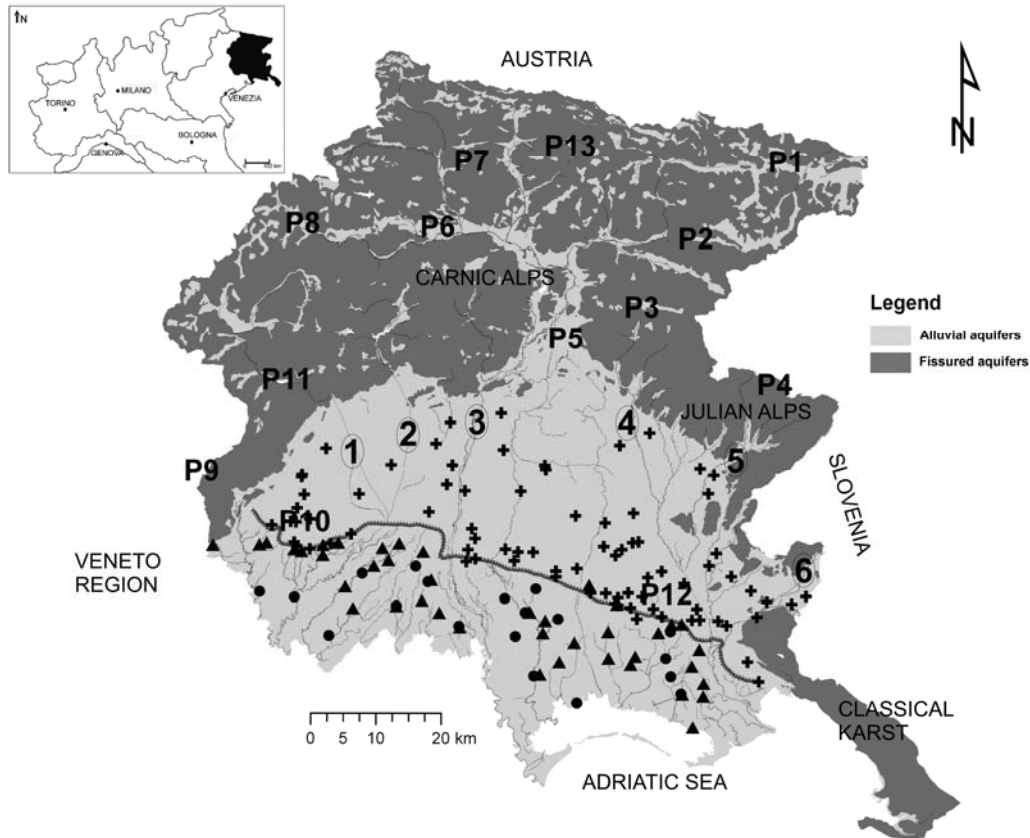 N
TORINO
MILANO
VENEZIA
GENOVA
BOLOGNA
100 km
AUSTRIA
N
P7
P13
P1
P8
P6
P2
CARNIC ALPS
P3
P5
Legend
Alluvial aquifers
Fissured aquifers
P11
P4
JULIAN ALPS
1
2
3
4
5
P9
SLOVENIA
P10
VENETO
REGION
6
P12
CLASSICAL
KARST
0 5 10 20 km
ADRIATIC SEA